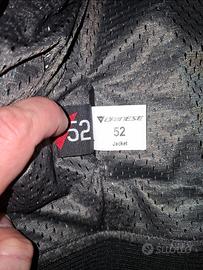 52
DAINESE
52
Jacket
subito